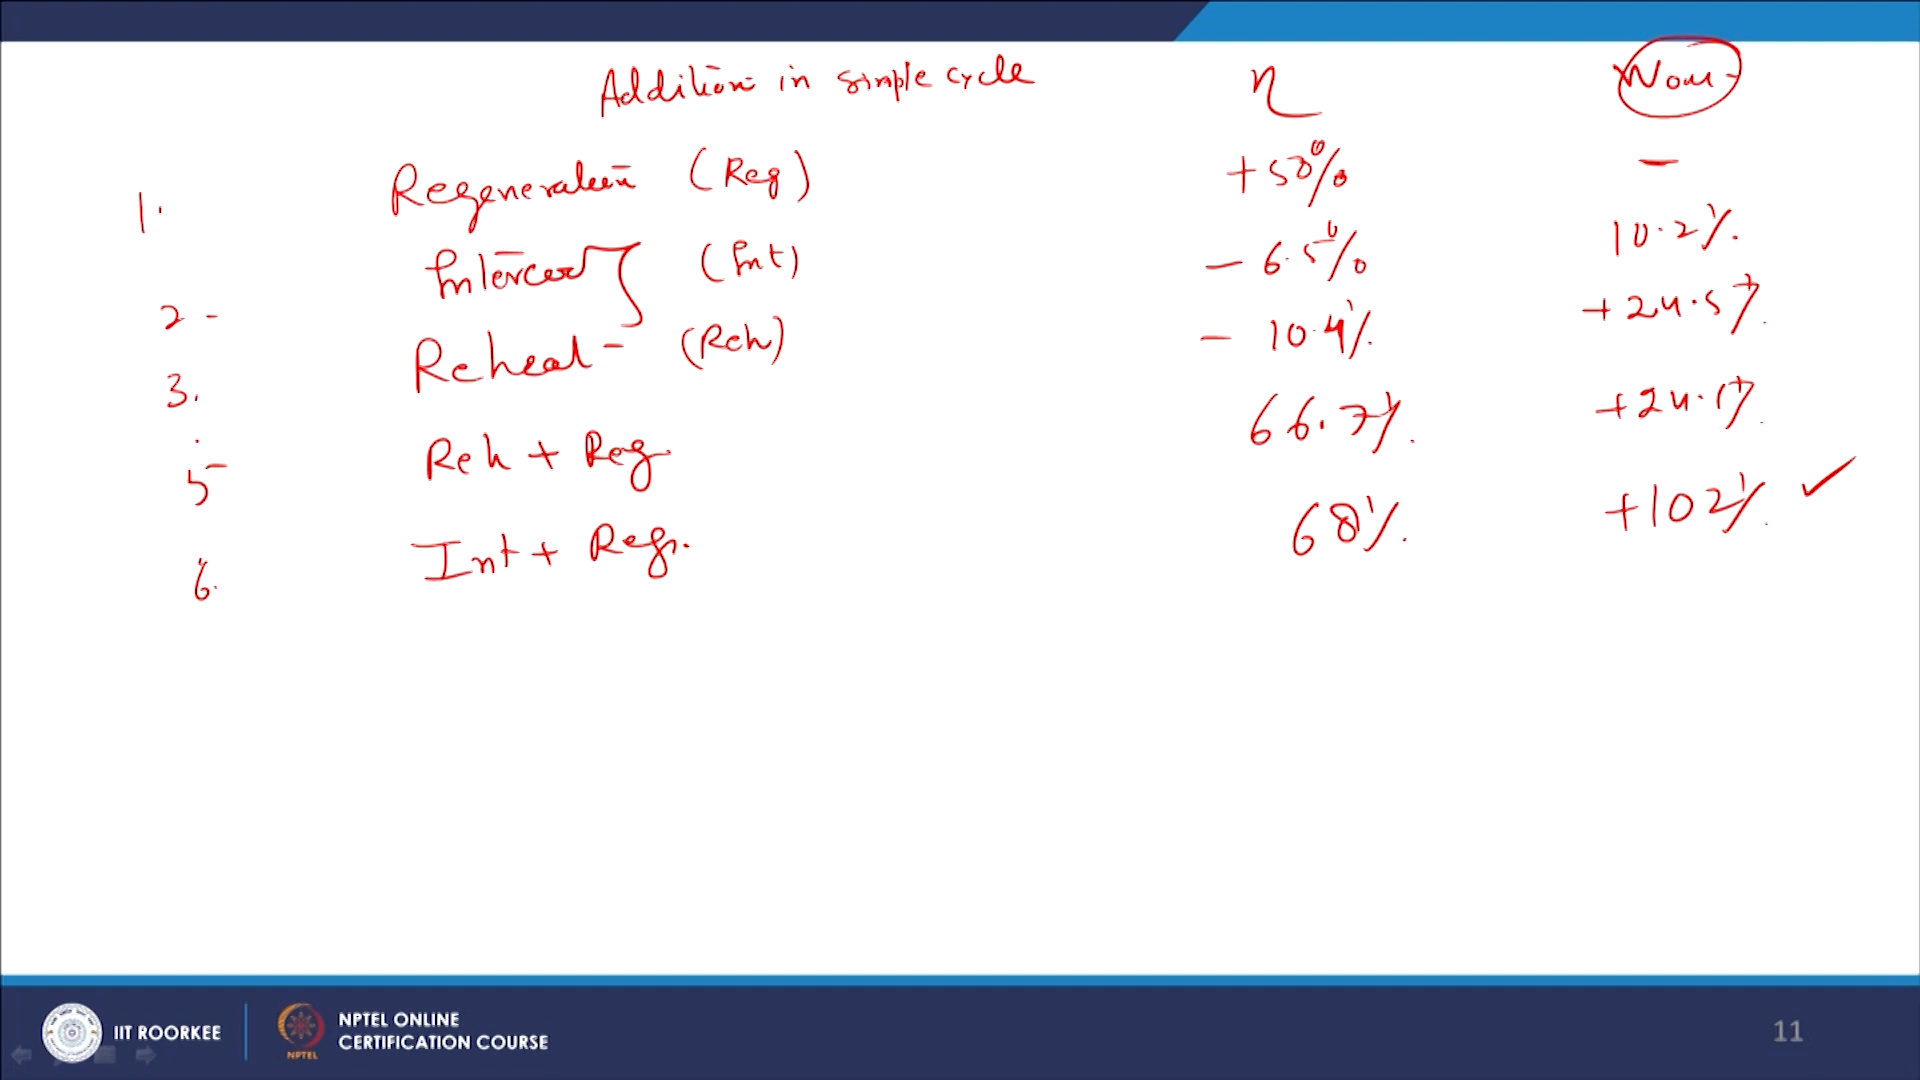 Addition in simple cycle η Wout
1. Regeneration (Reg) +50% -
2 - Intercool (Int) - 6.5% 10.2%
3. Reheat - (Reh) - 10.4% +24.5%
. Reh + Reg. 66.7% +24.1%
5 Int + Reg. 68% +102% ✓
6.
IIT ROORKEE
NPTEL ONLINE
CERTIFICATION COURSE
NPTEL
11